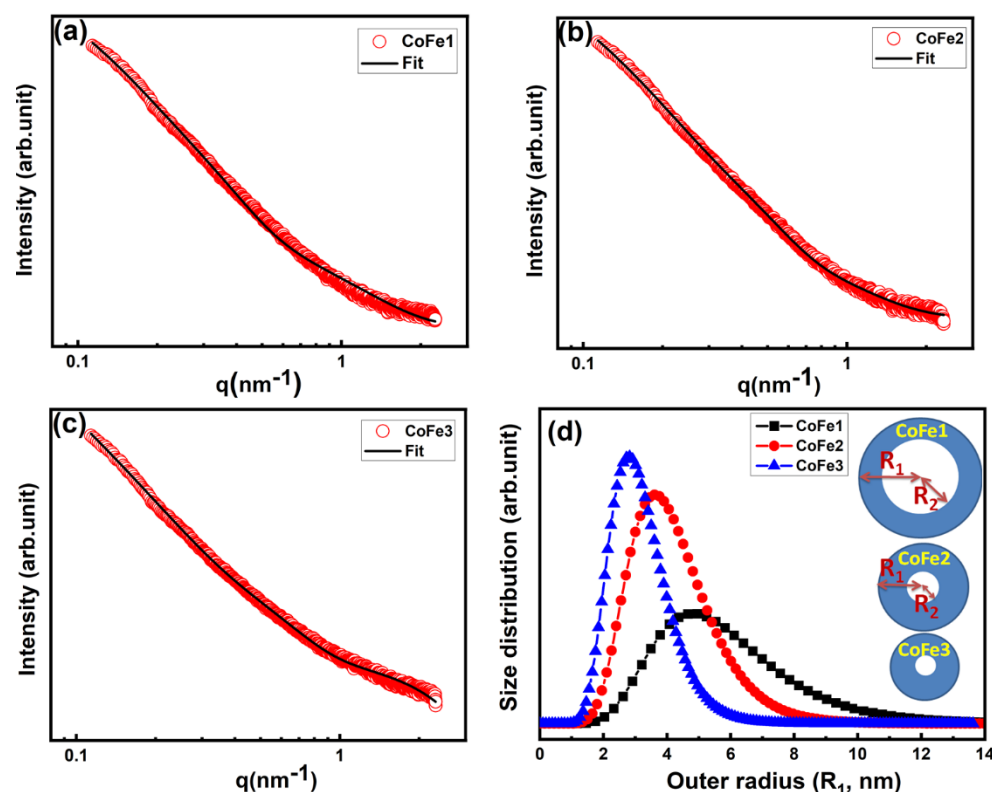 (a)
CoFe1
Fit
Intensity (arb.unit)
0.1
1
q(nm⁻¹)
(b)
CoFe2
Fit
Intensity (arb.unit)
0.1
1
q(nm⁻¹)
(c)
CoFe3
Fit
Intensity (arb.unit)
0.1
1
q(nm⁻¹)
(d)
CoFe1
CoFe2
CoFe3
CoFe1
R₁
R₂
CoFe2
R₁
R₂
CoFe3
Size distribution (arb.unit)
0 2 4 6 8 10 12 14
Outer radius (R₁, nm)